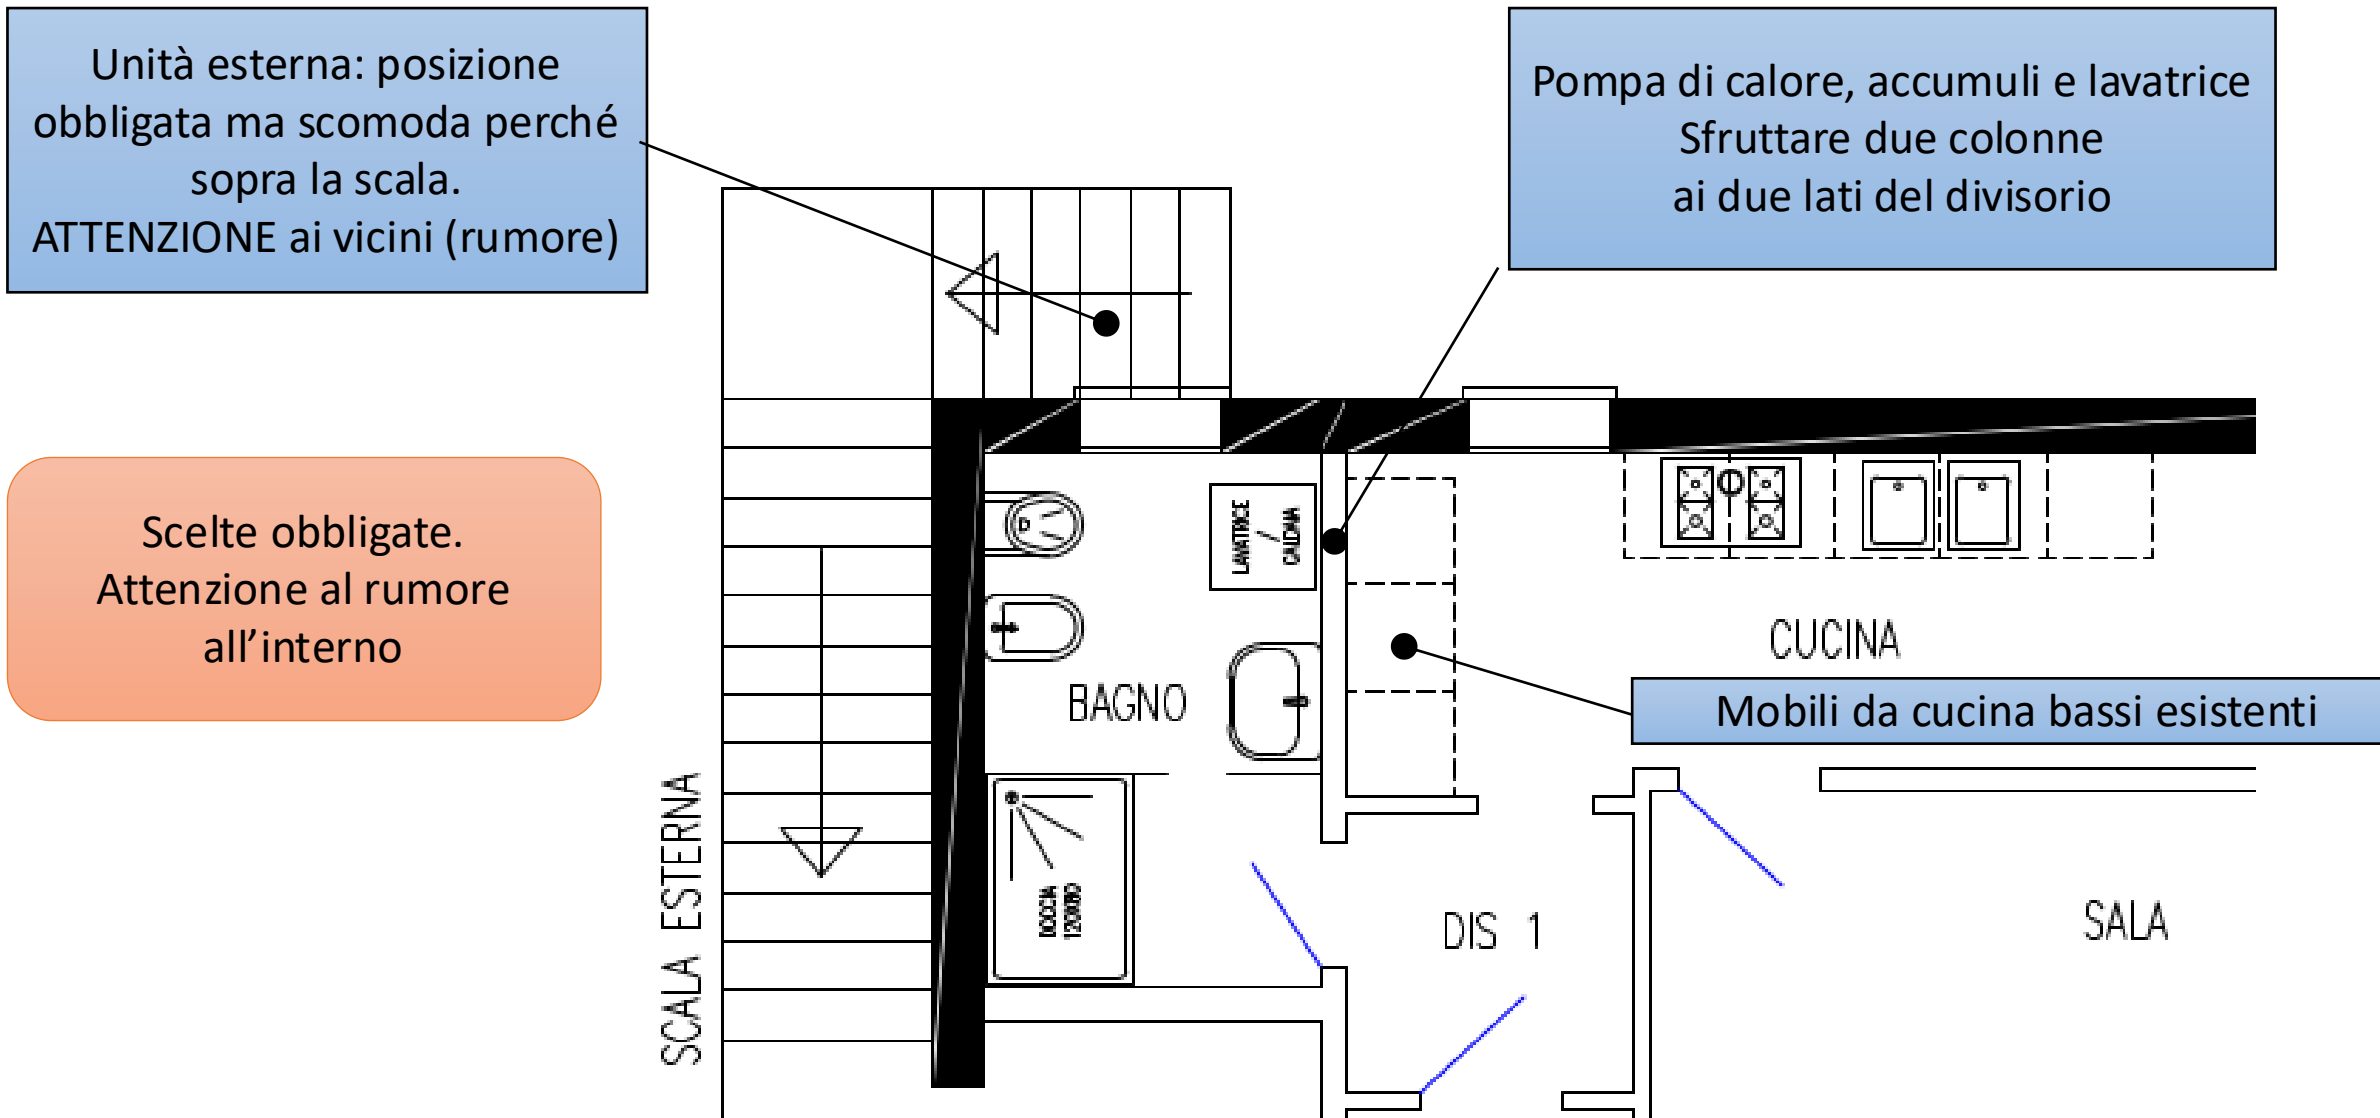 Unità esterna: posizione
obbligata ma scomoda perché
sopra la scala.
ATTENZIONE ai vicini (rumore)
Pompa di calore, accumuli e lavatrice
Sfruttare due colonne
ai due lati del divisorio
Scelte obbligate.
Attenzione al rumore
all'interno
LAVATRICE
/
CALDAIA
CUCINA
BAGNO
Mobili da cucina bassi esistenti
SCALA ESTERNA
DOCCIA
120X80
DIS 1
SALA